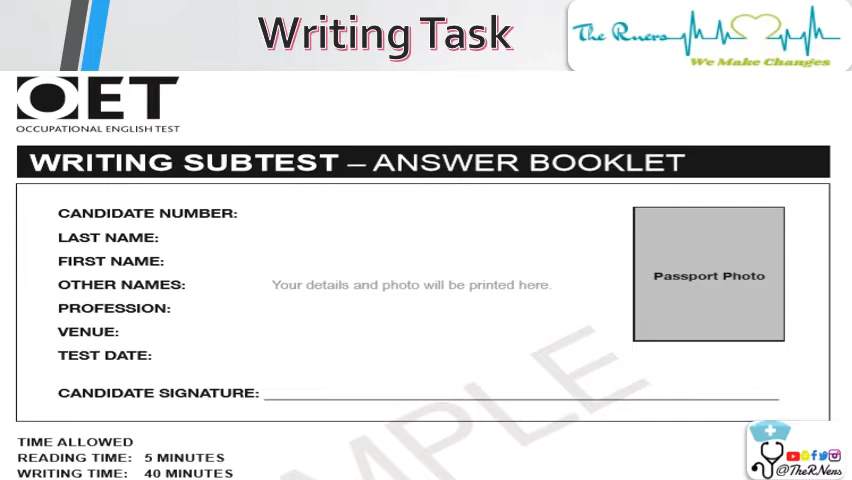 Writing Task
The Rners
We Make Changes
OET
OCCUPATIONAL ENGLISH TEST
WRITING SUBTEST – ANSWER BOOKLET
CANDIDATE NUMBER:
LAST NAME:
FIRST NAME:
OTHER NAMES:
Your details and photo will be printed here.
PROFESSION:
VENUE:
TEST DATE:
Passport Photo
CANDIDATE SIGNATURE:
MPLE
TIME ALLOWED
READING TIME: 5 MINUTES
WRITING TIME: 40 MINUTES
@TheRNers